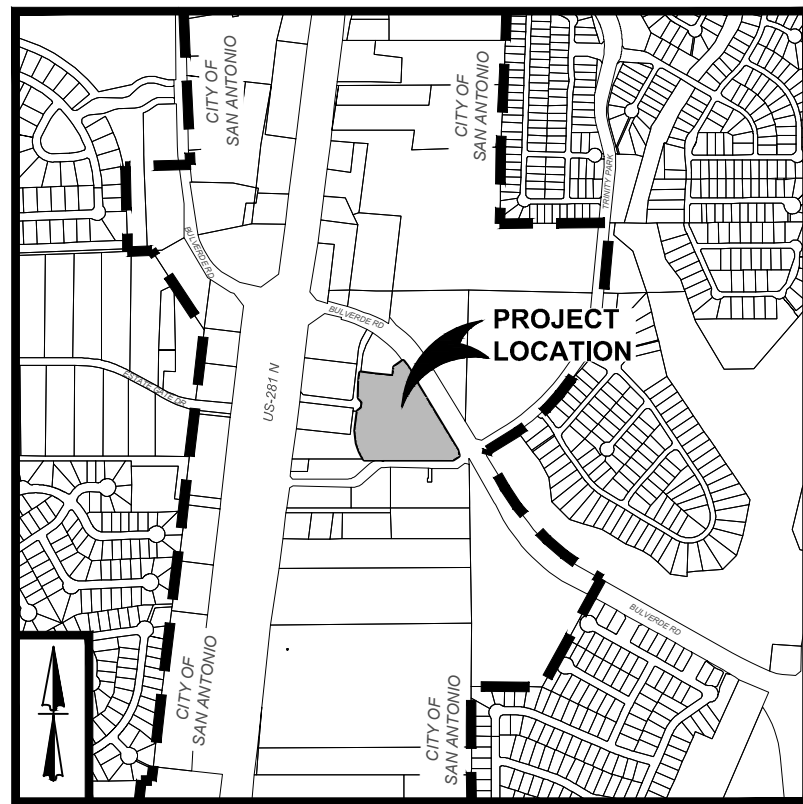 CITY OF
SAN ANTONIO
CITY OF
SAN ANTONIO
TRINITY PARK
BULVERDE RD
BULVERDE RD
PROJECT
LOCATION
US-281 N
BULVERDE RD
CITY OF
SAN ANTONIO
CITY OF
SAN ANTONIO